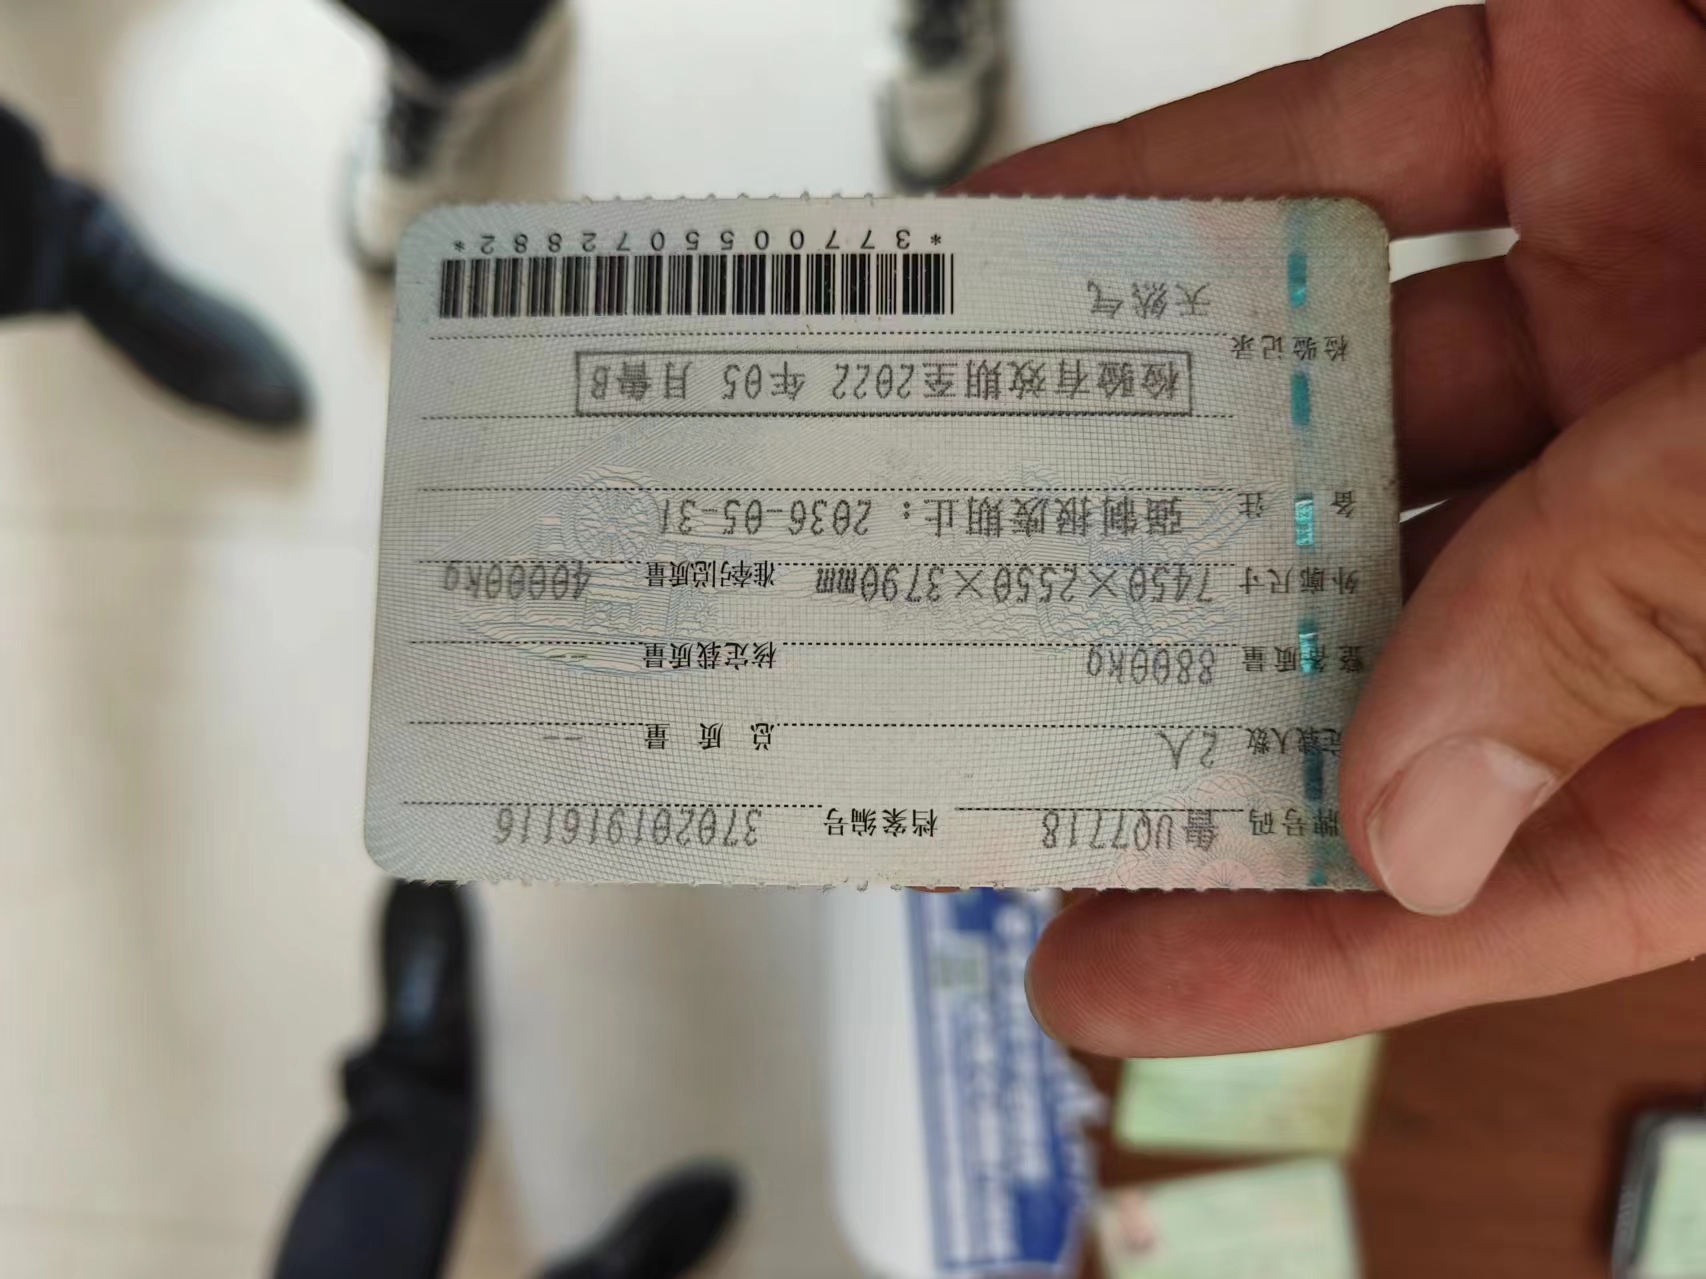 号牌号码 鲁UQ7718 档案编号 370201916116
定载人数 2人 总质量 --
整备质量 8800kg 核定载质量 --
外廓尺寸 7450×2550×3790mm 准牵引总质量 40000kg
备注 强制报废期止：2036-05-31
检验有效期至2022年05月鲁B
检验记录
天然气
*3770055072882*